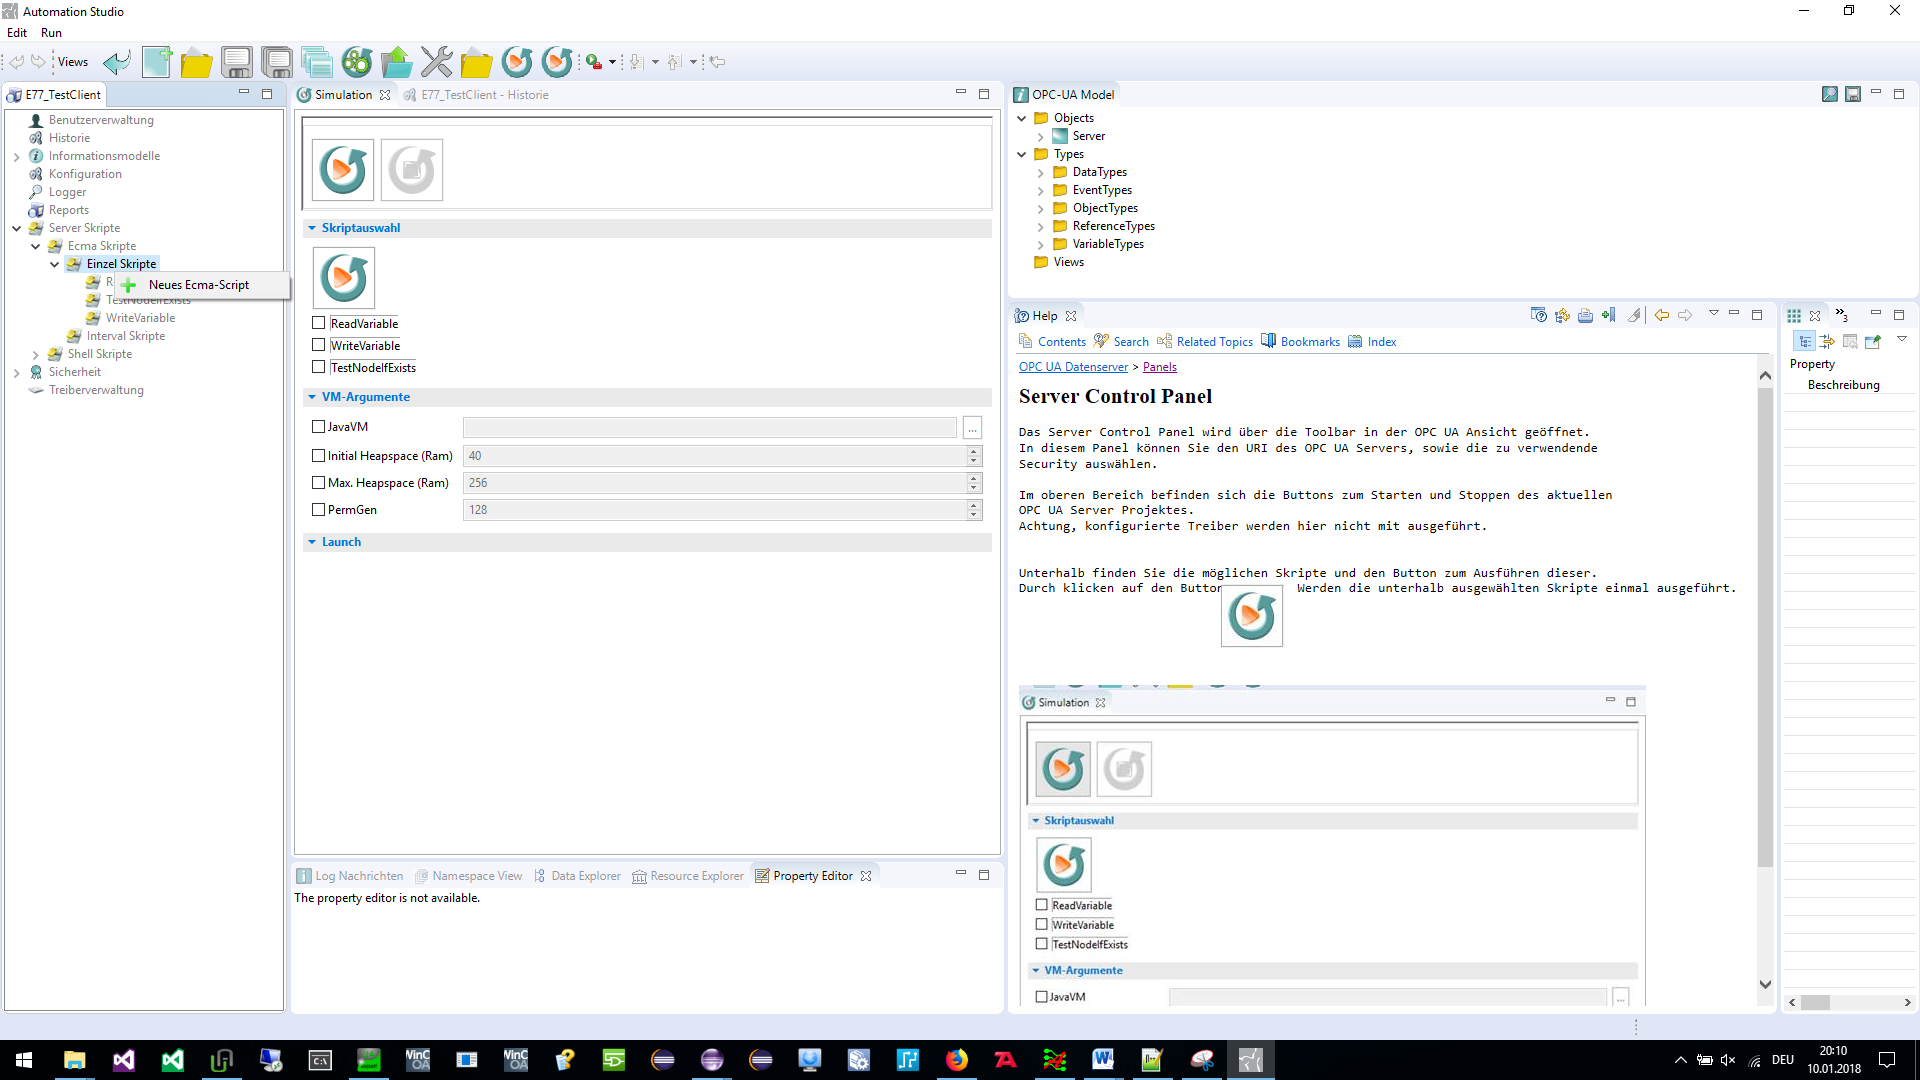 Automation Studio
Edit Run
Views
E77_TestClient
Benutzerverwaltung
Historie
Informationsmodelle
Konfiguration
Logger
Reports
Server Skripte
Ecma Skripte
Einzel Skripte
R
Neues Ecma-Script
TestNodeIfExists
WriteVariable
Interval Skripte
Shell Skripte
Sicherheit
Treiberverwaltung
Simulation E77_TestClient - Historie
Skriptauswahl
ReadVariable
WriteVariable
TestNodeIfExists
VM-Argumente
JavaVM ...
Initial Heapspace (Ram) 40
Max. Heapspace (Ram) 256
PermGen 128
Launch
Log Nachrichten Namespace View Data Explorer Resource Explorer Property Editor
The property editor is not available.
OPC-UA Model
Objects
Server
Types
DataTypes
EventTypes
ObjectTypes
ReferenceTypes
VariableTypes
Views
Help
Contents Search Related Topics Bookmarks Index
OPC UA Datenserver > Panels
Server Control Panel
Das Server Control Panel wird über die Toolbar in der OPC UA Ansicht geöffnet.
In diesem Panel können Sie den URI des OPC UA Servers, sowie die zu verwendende
Security auswählen.
Im oberen Bereich befinden sich die Buttons zum Starten und Stoppen des aktuellen
OPC UA Server Projektes.
Achtung, konfigurierte Treiber werden hier nicht mit ausgeführt.
Unterhalb finden Sie die möglichen Skripte und den Button zum Ausführen dieser.
Durch klicken auf den Button Werden die unterhalb ausgewählten Skripte einmal ausgeführt.
Simulation
Skriptauswahl
ReadVariable
WriteVariable
TestNodeIfExists
VM-Argumente
JavaVM ...
3
Property
Beschreibung
C:\
WinC OA
WinC OA
DEU
20:10
10.01.2018